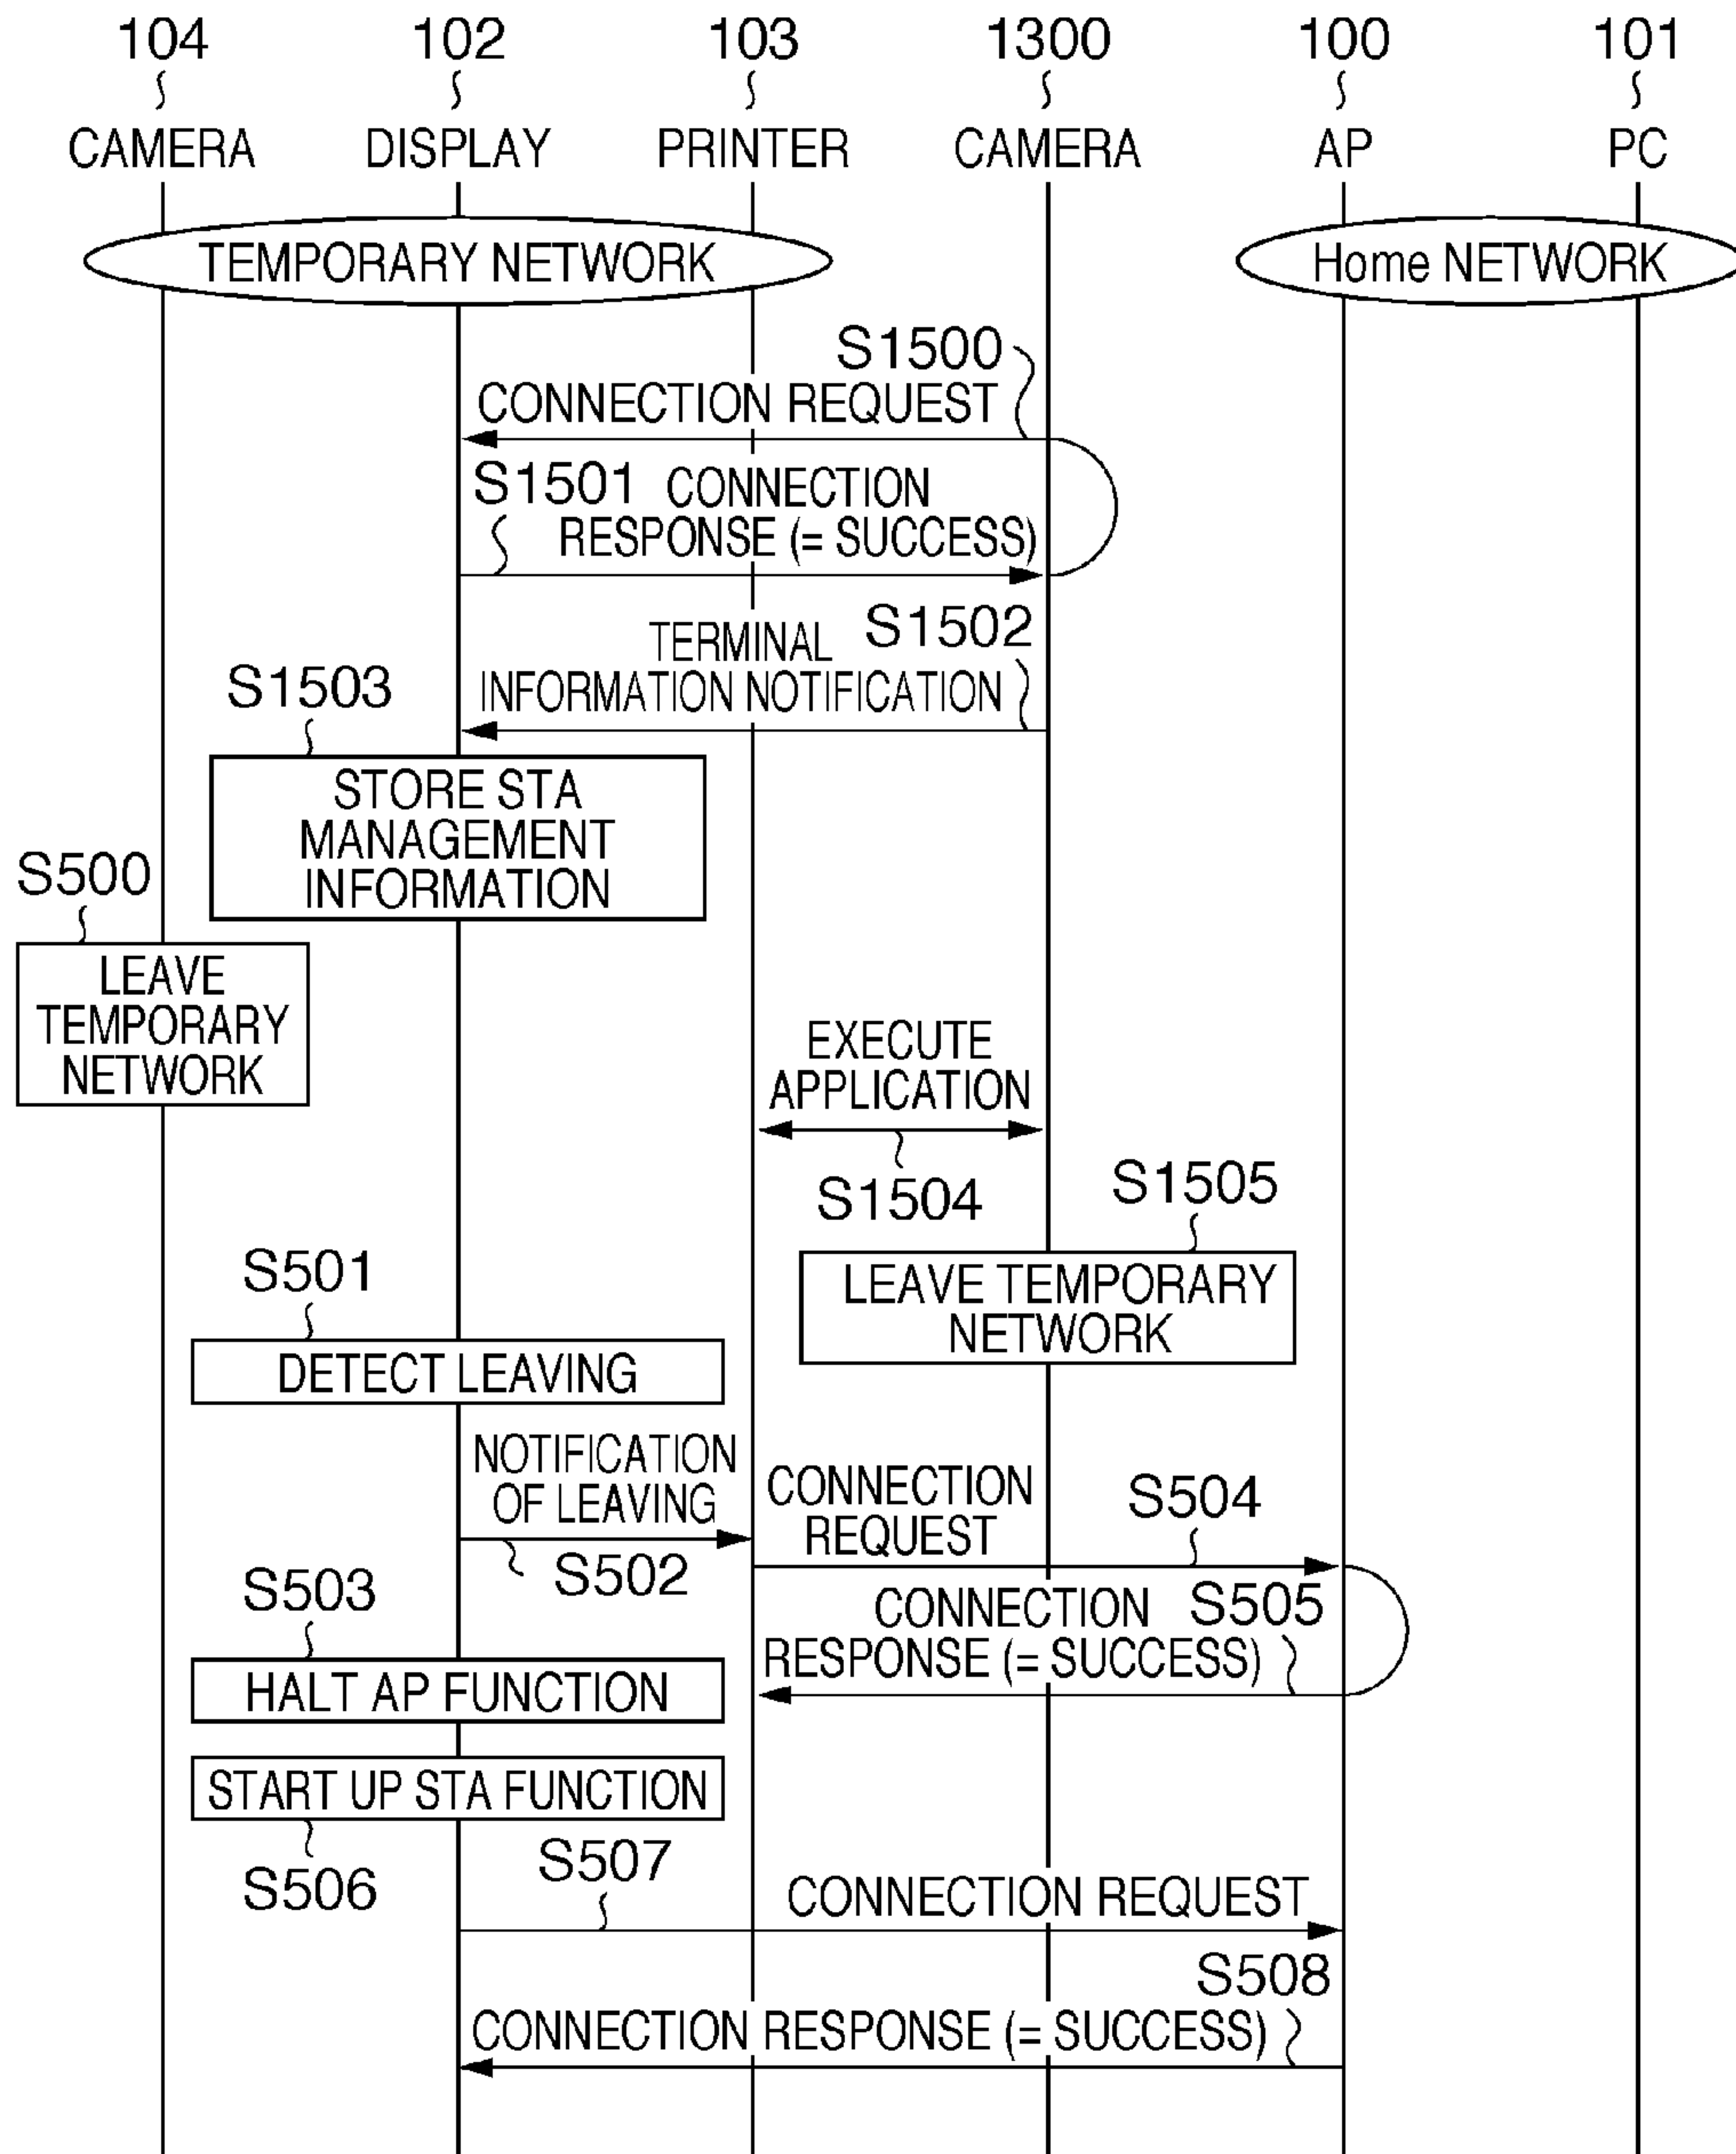 104 102 103 1300 100 101
CAMERA DISPLAY PRINTER CAMERA AP PC
TEMPORARY NETWORK Home NETWORK
S1500
CONNECTION REQUEST
S1501 CONNECTION
RESPONSE (= SUCCESS)
S1502
TERMINAL
INFORMATION NOTIFICATION
S1503
STORE STA
MANAGEMENT
INFORMATION
S500
LEAVE
TEMPORARY
NETWORK
EXECUTE
APPLICATION
S1504
S1505
LEAVE TEMPORARY
NETWORK
S501
DETECT LEAVING
NOTIFICATION
OF LEAVING
S502
CONNECTION
REQUEST
S504
S503
HALT AP FUNCTION
CONNECTION S505
RESPONSE (= SUCCESS)
START UP STA FUNCTION
S506
S507
CONNECTION REQUEST
S508
CONNECTION RESPONSE (= SUCCESS)